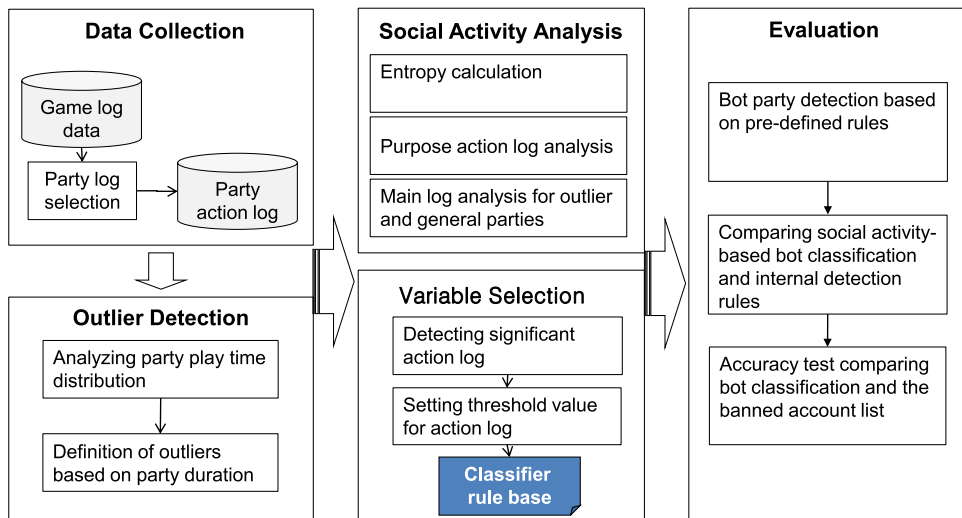 Data Collection
Game log
data
Party log
selection
Party
action log
Outlier Detection
Analyzing party play time
distribution
Definition of outliers
based on party duration
Social Activity Analysis
Entropy calculation
Purpose action log analysis
Main log analysis for outlier
and general parties
Variable Selection
Detecting significant
action log
Setting threshold value
for action log
Classifier
rule base
Evaluation
Bot party detection based
on pre-defined rules
Comparing social activity-
based bot classification
and internal detection
rules
Accuracy test comparing
bot classification and the
banned account list